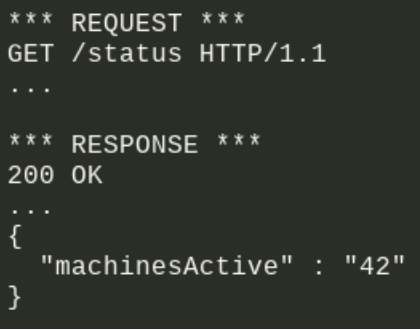 *** REQUEST ***
GET /status HTTP/1.1
...
*** RESPONSE ***
200 OK
...
{
"machinesActive" : "42"
}